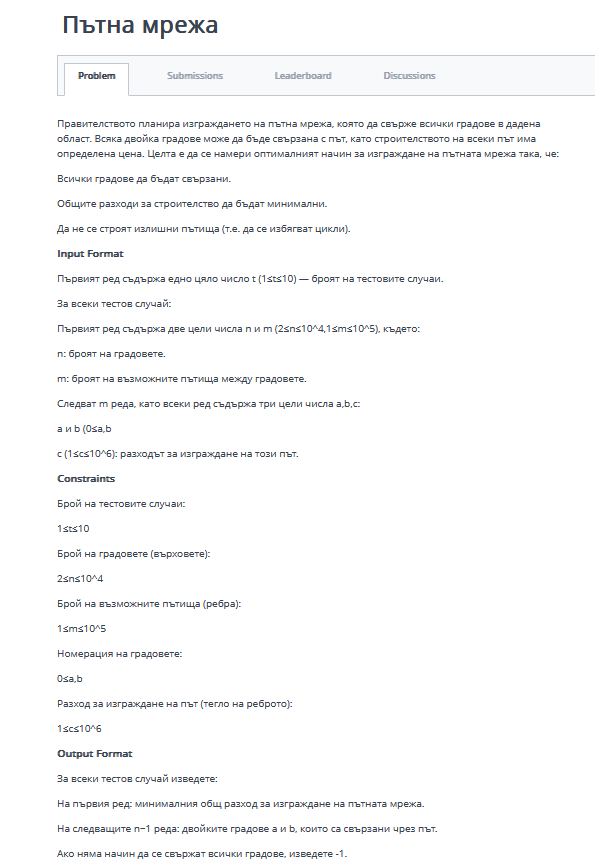 Пътна мрежа
Problem
Submissions
Leaderboard
Discussions
Правителството планира изграждането на пътна мрежа, която да свърже всички градове в дадена
област. Всяка двойка градове може да бъде свързана с път, като строителството на всеки път има
определена цена. Целта е да се намери оптималният начин за изграждане на пътната мрежа така, че:
Всички градове да бъдат свързани.
Общите разходи за строителство да бъдат минимални.
Да не се строят излишни пътища (т.е. да се избягват цикли).
Input Format
Първият ред съдържа едно цяло число t (1≤t≤10) — броят на тестовите случаи.
За всеки тестов случай:
Първият ред съдържа две цели числа n и m (2≤n≤10^4,1≤m≤10^5), където:
n: броят на градовете.
m: броят на възможните пътища между градовете.
Следват m реда, като всеки ред съдържа три цели числа a,b,c:
a и b (0≤a,b
c (1≤c≤10^6): разходът за изграждане на този път.
Constraints
Брой на тестовите случаи:
1≤t≤10
Брой на градовете (върховете):
2≤n≤10^4
Брой на възможните пътища (ребра):
1≤m≤10^5
Номерация на градовете:
0≤a,b
Разход за изграждане на път (тегло на реброто):
1≤c≤10^6
Output Format
За всеки тестов случай изведете:
На първия ред: минималния общ разход за изграждане на пътната мрежа.
На следващите n−1 реда: двойките градове a и b, които са свързани чрез път.
Ако няма начин да се свържат всички градове, изведете -1.